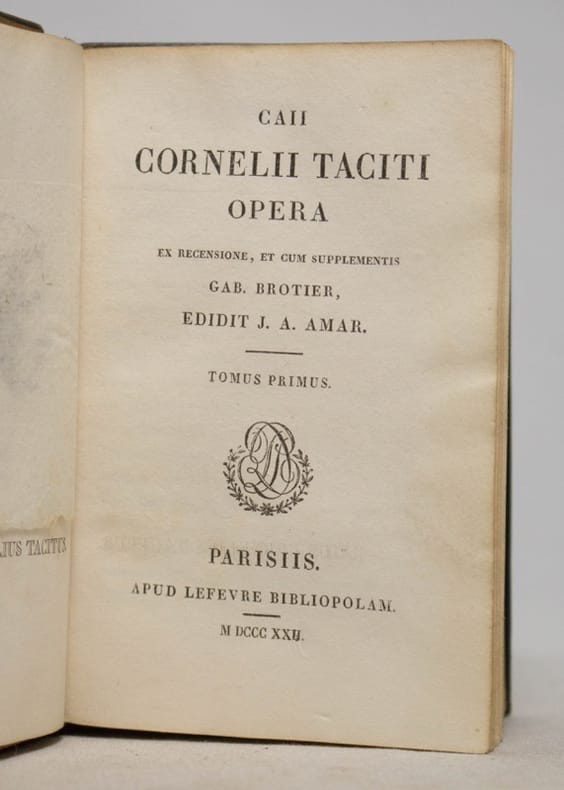 CAII
CORNELII TACITI
OPERA
EX RECENSIONE, ET CUM SUPPLEMENTIS
GAB. BROTIER,
EDIDIT J. A. AMAR.
TOMUS PRIMUS.
PARISIIS.
APUD LEFEVRE BIBLIOPOLAM.
M DCCC XXII.
TACITUS